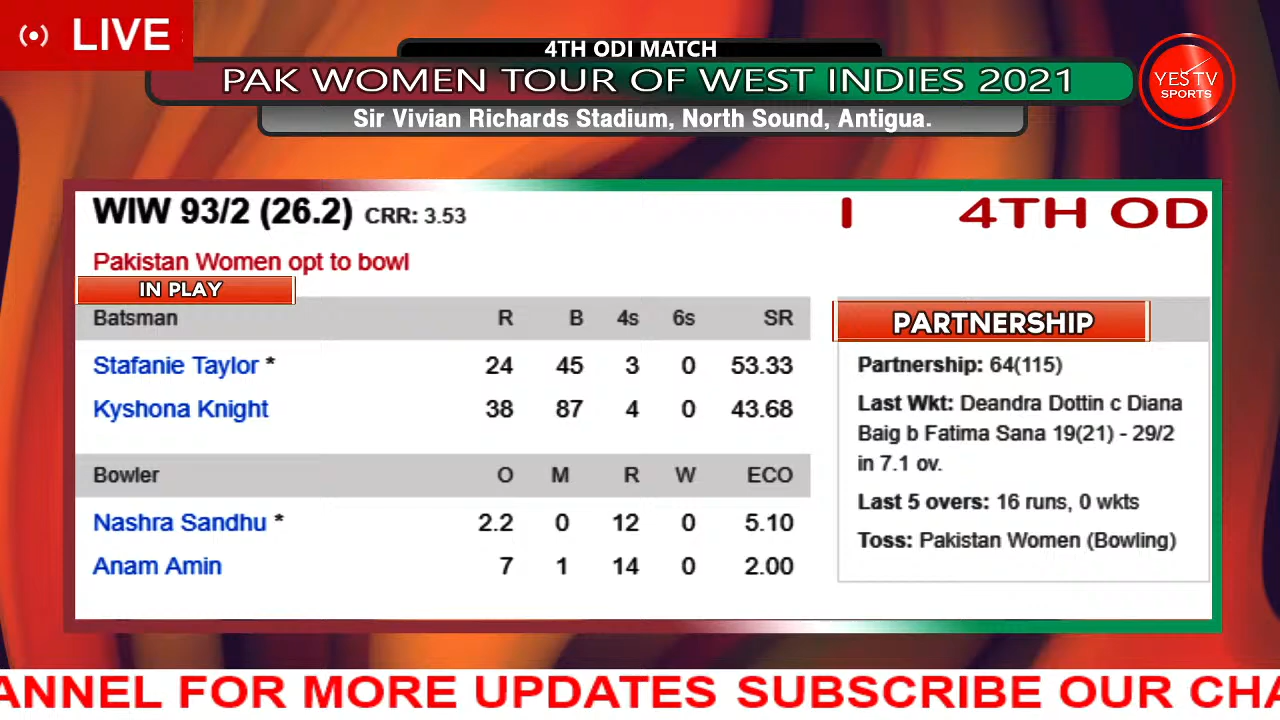 LIVE
4TH ODI MATCH
PAK WOMEN TOUR OF WEST INDIES 2021
YES TV
SPORTS
Sir Vivian Richards Stadium, North Sound, Antigua.
WIW 93/2 (26.2) CRR: 3.53
I 4TH OD
Pakistan Women opt to bowl
IN PLAY
Batsman R B 4s 6s SR
Stafanie Taylor * 24 45 3 0 53.33
Kyshona Knight 38 87 4 0 43.68
Bowler O M R W ECO
Nashra Sandhu * 2.2 0 12 0 5.10
Anam Amin 7 1 14 0 2.00
PARTNERSHIP
Partnership: 64(115)
Last Wkt: Deandra Dottin c Diana
Baig b Fatima Sana 19(21) - 29/2
in 7.1 ov.
Last 5 overs: 16 runs, 0 wkts
Toss: Pakistan Women (Bowling)
ANNEL FOR MORE UPDATES SUBSCRIBE OUR CHA